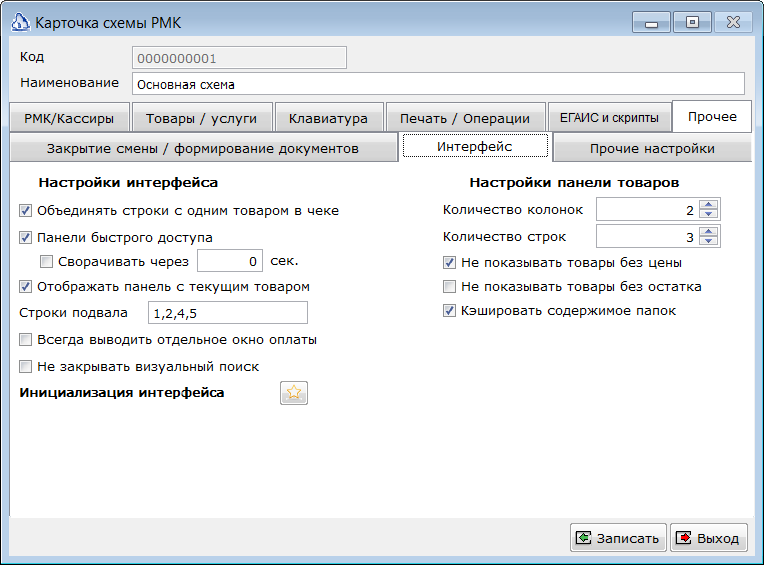 Карточка схемы РМК
Код 0000000001
Наименование Основная схема
РМК/Кассиры Товары / услуги Клавиатура Печать / Операции ЕГАИС и скрипты Прочее
Закрытие смены / формирование документов Интерфейс Прочие настройки
Настройки интерфейса
Объединять строки с одним товаром в чеке
Панели быстрого доступа
Сворачивать через 0 сек.
Отображать панель с текущим товаром
Строки подвала 1,2,4,5
Всегда выводить отдельное окно оплаты
Не закрывать визуальный поиск
Инициализация интерфейса
Настройки панели товаров
Количество колонок 2
Количество строк 3
Не показывать товары без цены
Не показывать товары без остатка
Кэшировать содержимое папок
Записать Выход